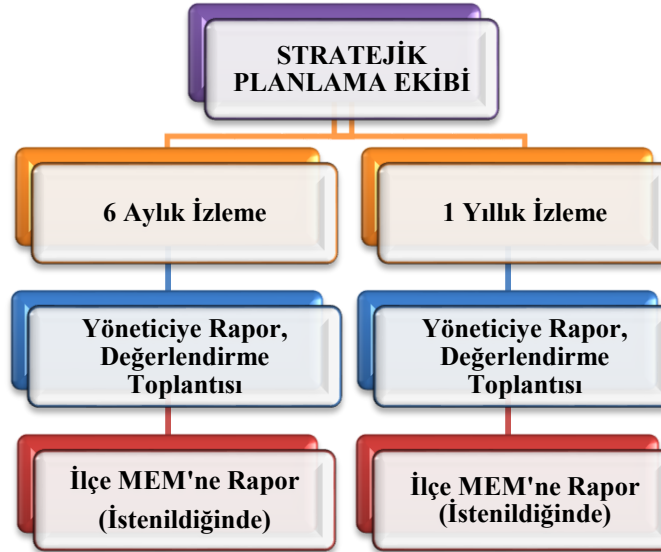 STRATEJİK
PLANLAMA EKİBİ
6 Aylık İzleme
1 Yıllık İzleme
Yöneticiye Rapor,
Değerlendirme
Toplantısı
Yöneticiye Rapor,
Değerlendirme
Toplantısı
İlçe MEM'ne Rapor
(İstenildiğinde)
İlçe MEM'ne Rapor
(İstenildiğinde)